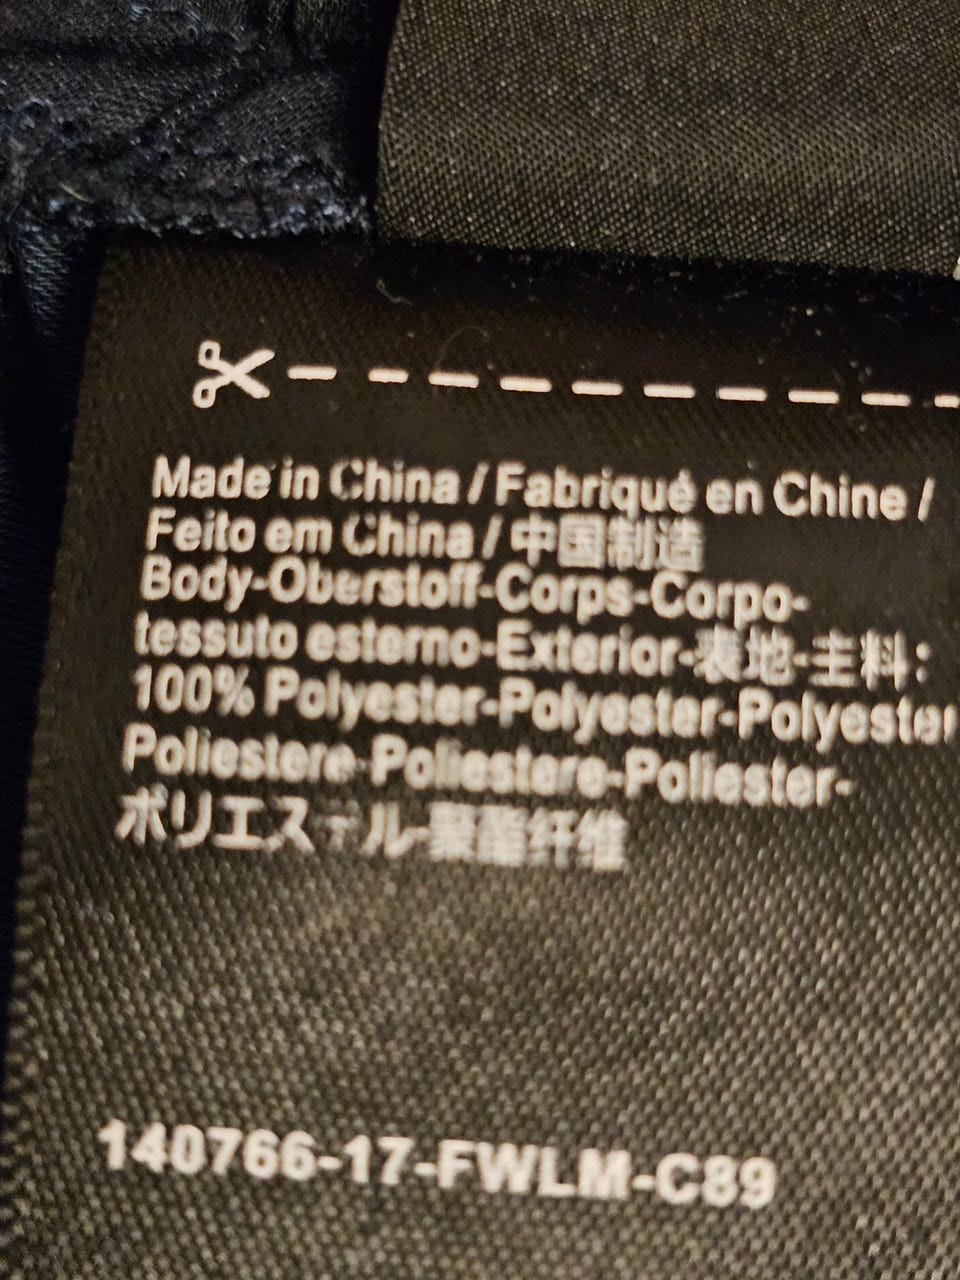 Made in China / Fabriqué en Chine /
Feito em China / 中国制造
Body-Oberstoff-Corps-Corpo-
tessuto esterno-Exterior-表地-主料:
100% Polyester-Polyester-Polyester
Poliestere-Poliestere-Poliester-
ポリエステル-聚酯纤维
140766-17-FWLM-C89